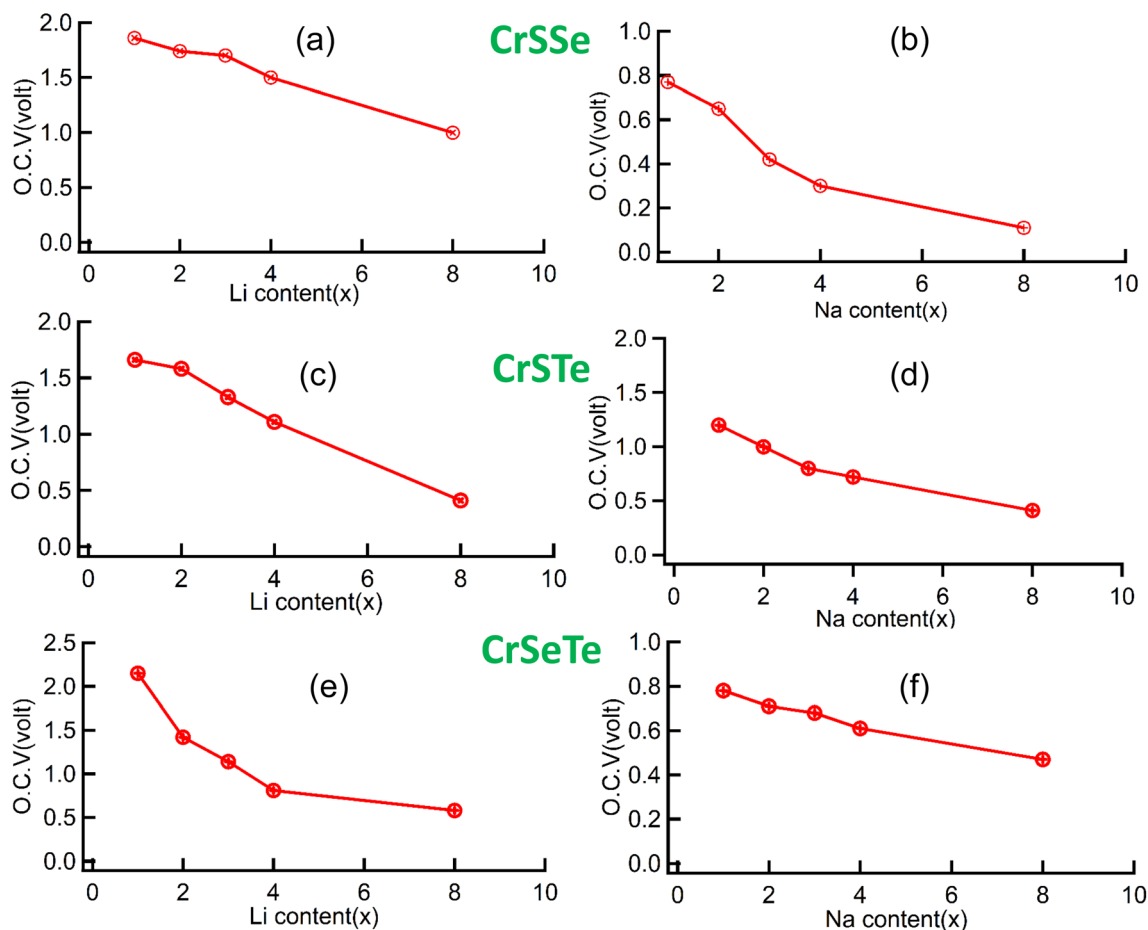 (a)
CrSSe
(b)
O.C.V(volt)
2.0
1.5
1.0
0.5
0.0
0 2 4 6 8 10
Li content(x)
O.C.V(volt)
1.0
0.8
0.6
0.4
0.2
0.0
2 4 6 8 10
Na content(x)
(c)
CrSTe
(d)
O.C.V(volt)
2.0
1.5
1.0
0.5
0.0
0 2 4 6 8 10
Li content(x)
O.C.V(volt)
2.0
1.5
1.0
0.5
0.0
0 2 4 6 8 10
Na content(x)
(e)
CrSeTe
(f)
O.C.V(volt)
2.5
2.0
1.5
1.0
0.5
0.0
0 2 4 6 8 10
Li content(x)
O.C.V(volt)
1.0
0.8
0.6
0.4
0.2
0.0
0 2 4 6 8 10
Na content(x)